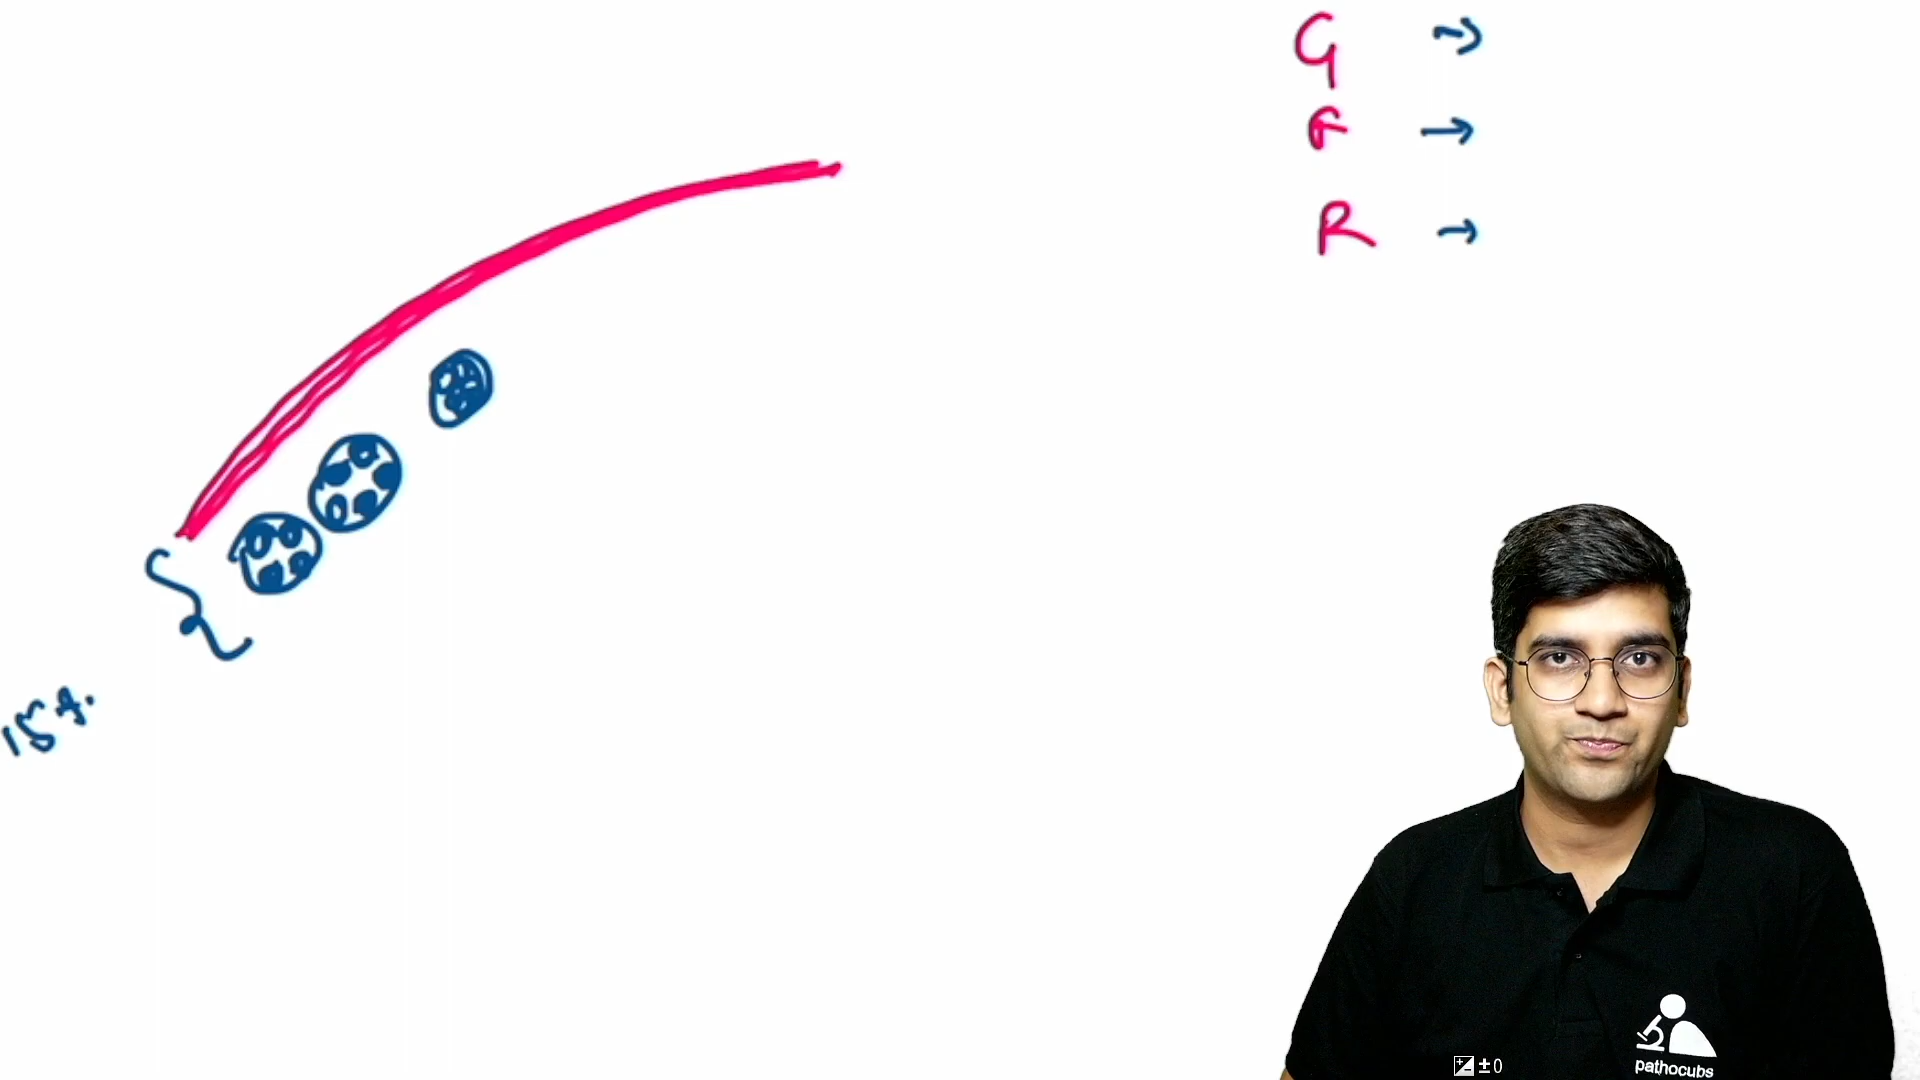 G →
F →
R →
15%.
±0
pathocubs